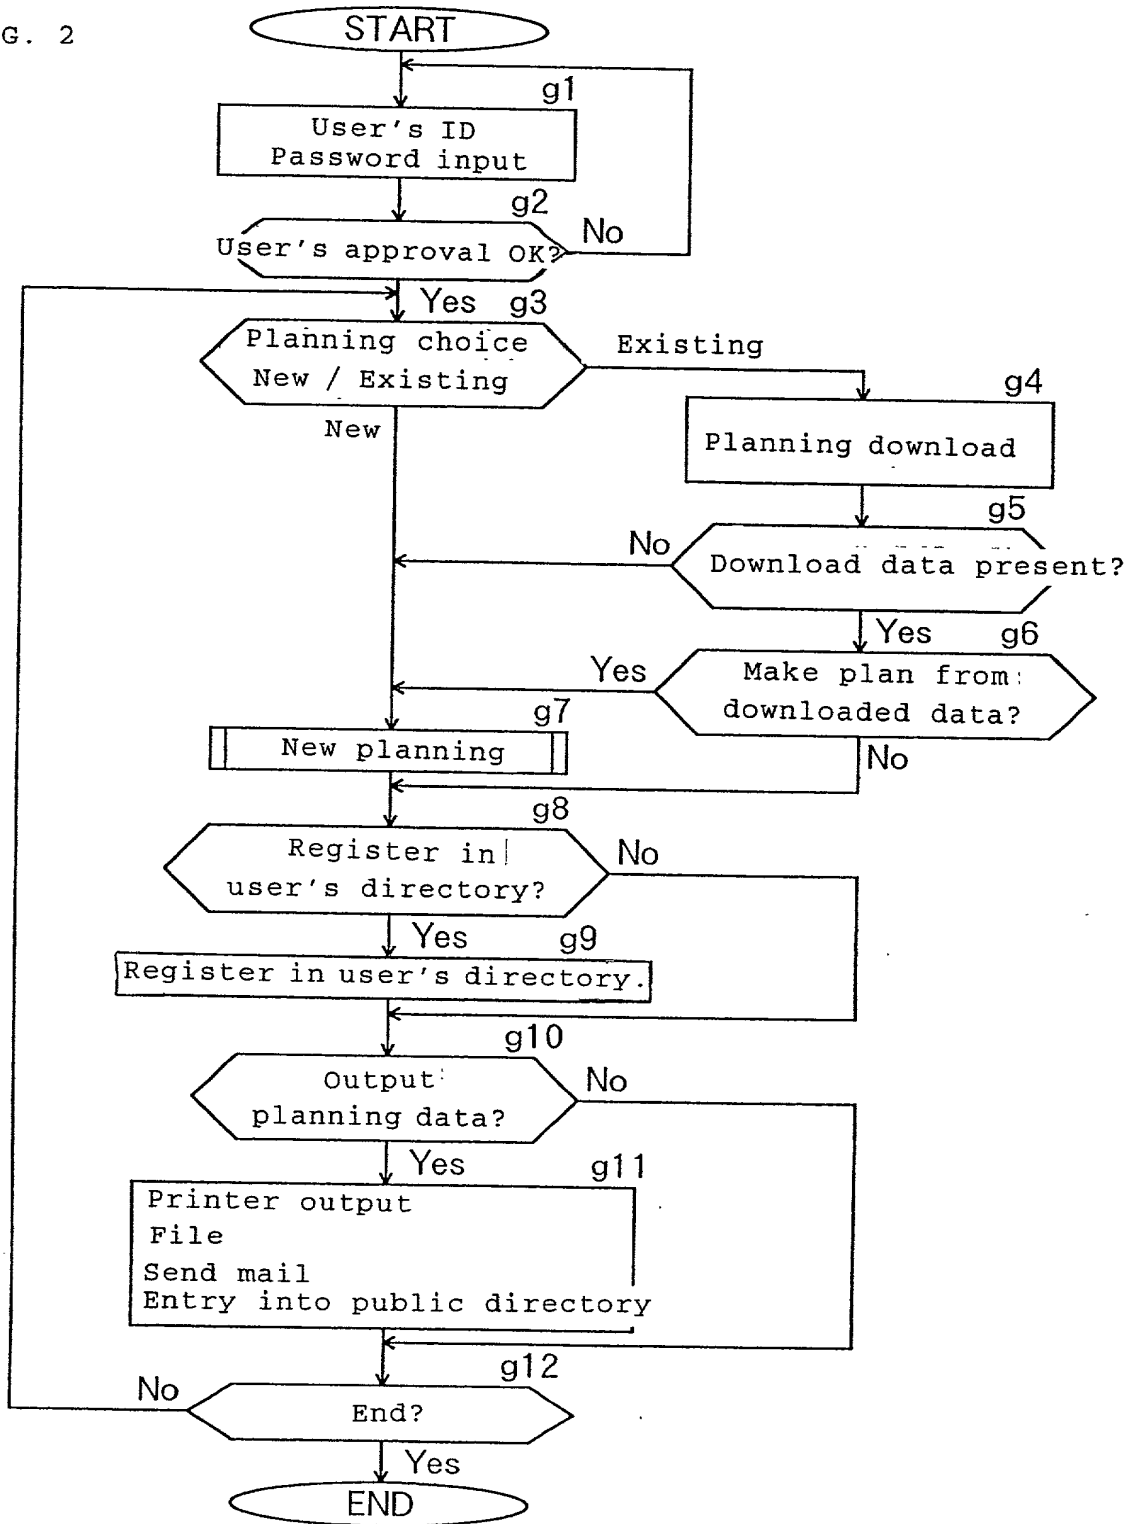 G. 2
START
g1
User's ID
Password input
g2
User's approval OK?
No
Yes
g3
Planning choice
New / Existing
Existing
New
g4
Planning download
g5
Download data present?
No
Yes
g6
Make plan from
downloaded data?
Yes
No
g7
New planning
g8
Register in
user's directory?
No
Yes
g9
Register in user's directory.
g10
Output
planning data?
No
Yes
g11
Printer output
File
Send mail
Entry into public directory
g12
End?
No
Yes
END